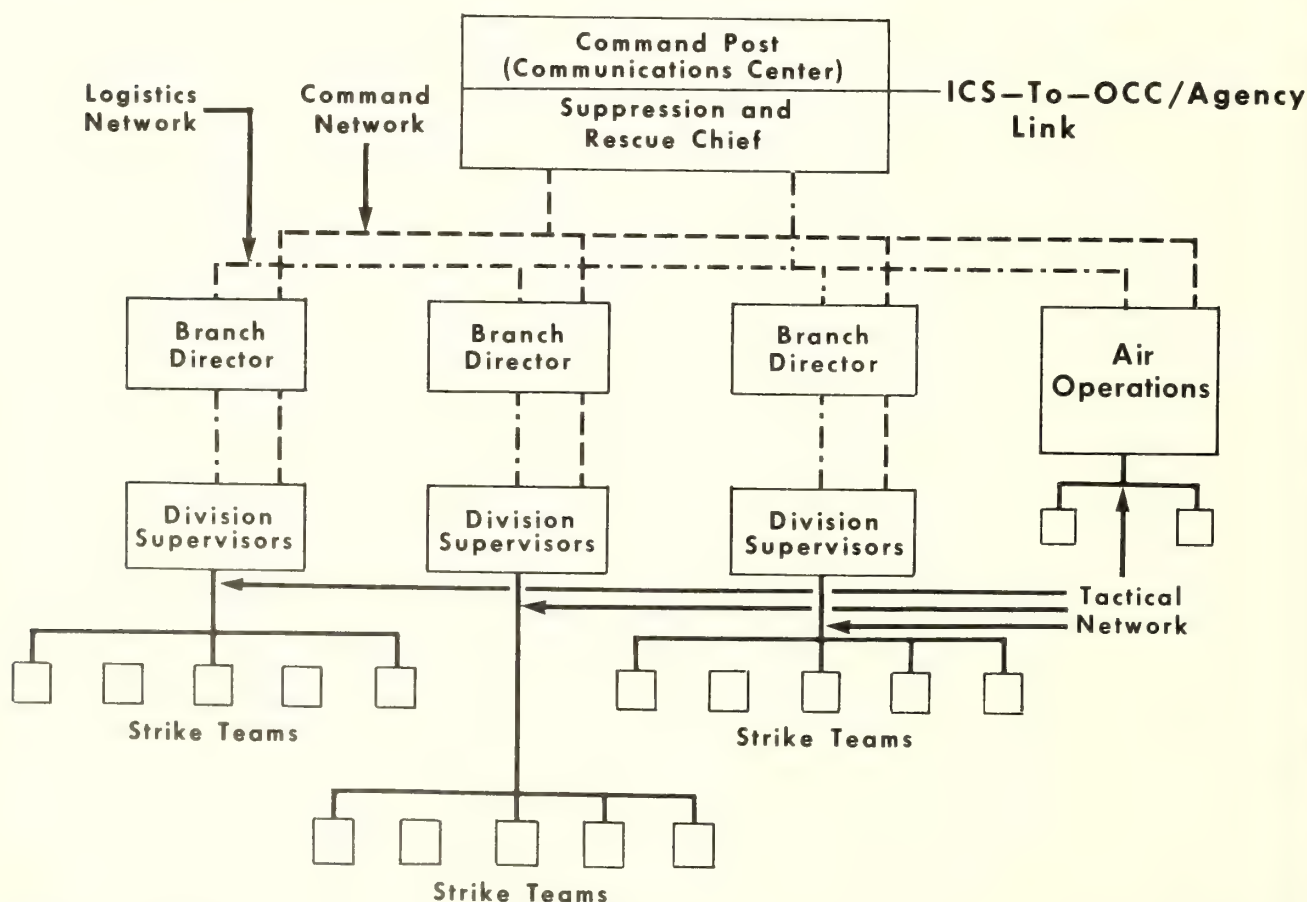 Command Post
(Communications Center)
Suppression and
Rescue Chief
ICS-To-OCC/Agency
Link
Logistics
Network
Command
Network
Branch
Director
Branch
Director
Branch
Director
Air
Operations
Division
Supervisors
Division
Supervisors
Division
Supervisors
Tactical
Network
Strike Teams
Strike Teams
Strike Teams